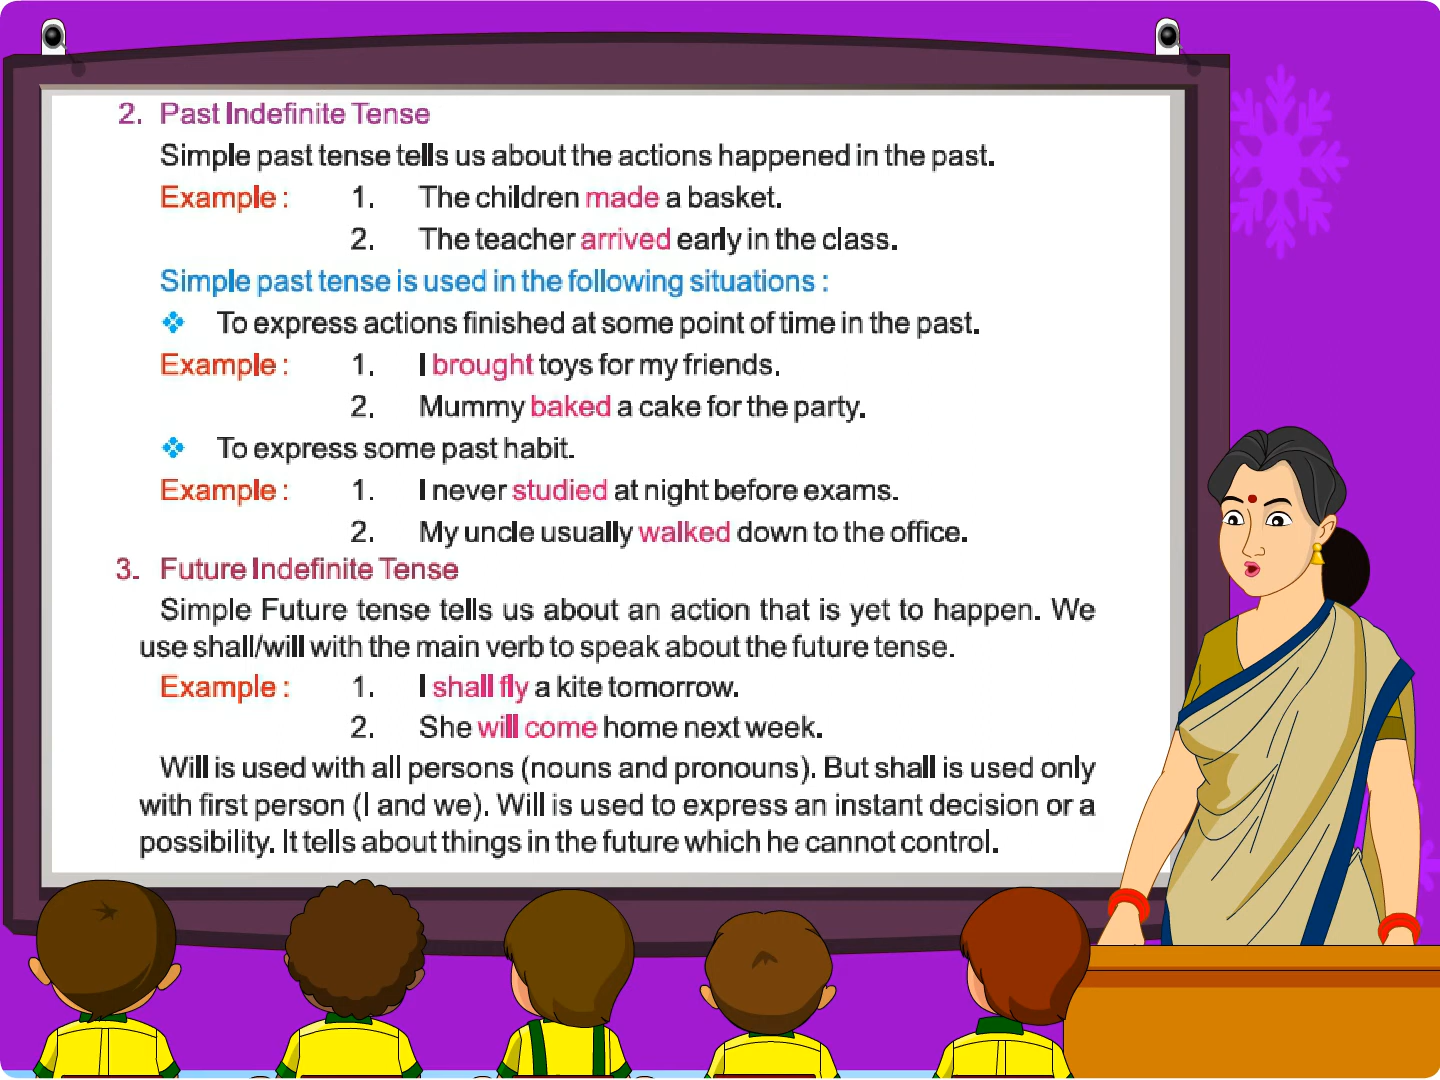 2. Past Indefinite Tense
Simple past tense tells us about the actions happened in the past.
Example : 1. The children made a basket.
2. The teacher arrived early in the class.
Simple past tense is used in the following situations :
❖ To express actions finished at some point of time in the past.
Example : 1. I brought toys for my friends.
2. Mummy baked a cake for the party.
❖ To express some past habit.
Example : 1. I never studied at night before exams.
2. My uncle usually walked down to the office.
3. Future Indefinite Tense
Simple Future tense tells us about an action that is yet to happen. We
use shall/will with the main verb to speak about the future tense.
Example : 1. I shall fly a kite tomorrow.
2. She will come home next week.
Will is used with all persons (nouns and pronouns). But shall is used only
with first person (I and we). Will is used to express an instant decision or a
possibility. It tells about things in the future which he cannot control.